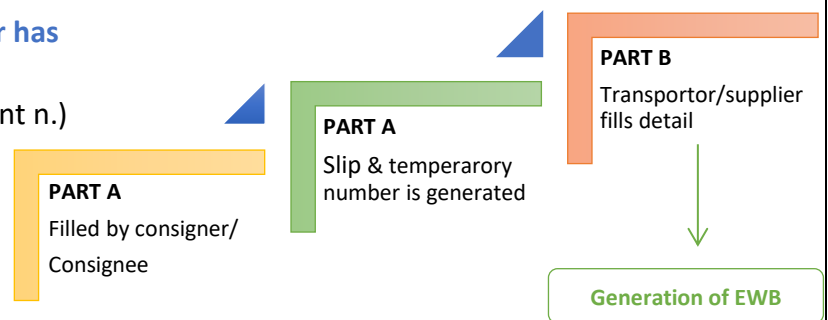 r has
nt n.)
PART A
Filled by consigner/
Consignee
PART A
Slip & temperarory
number is generated
PART B
Transportor/supplier
fills detail
Generation of EWB